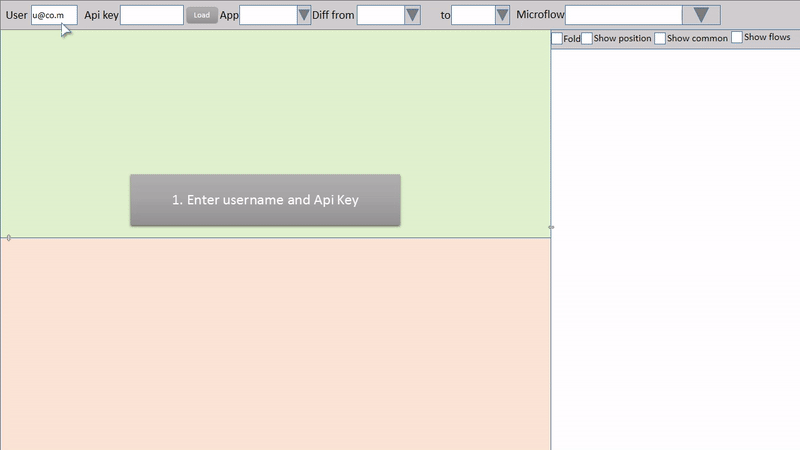 User u@co.m Api key Load App Diff from to Microflow
Fold Show position Show common Show flows
1. Enter username and Api Key